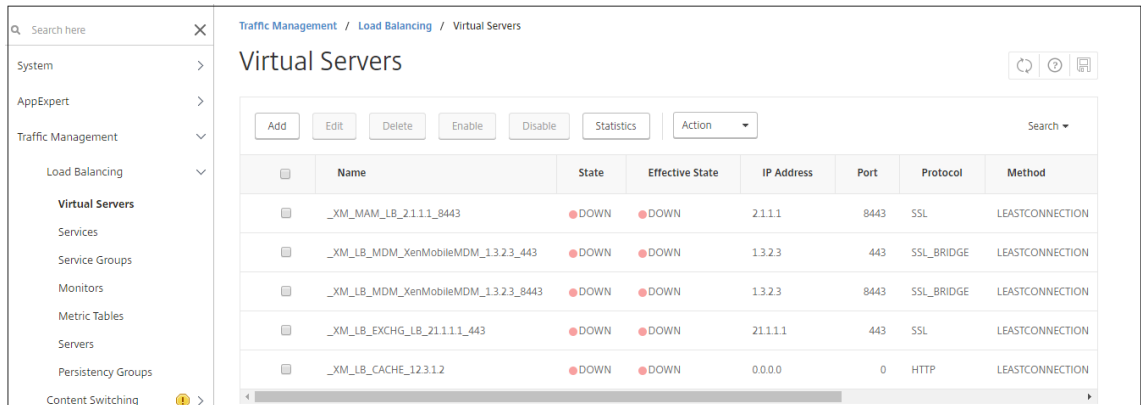 Search here
System
AppExpert
Traffic Management
Load Balancing
Virtual Servers
Services
Service Groups
Monitors
Metric Tables
Servers
Persistency Groups
Content Switching
Traffic Management / Load Balancing / Virtual Servers
Virtual Servers
Add Edit Delete Enable Disable Statistics Action Search
Name State Effective State IP Address Port Protocol Method
_XM_MAM_LB_2.1.1.1_8443 DOWN DOWN 2.1.1.1 8443 SSL LEASTCONNECTION
_XM_LB_MDM_XenMobileMDM_1.3.2.3_443 DOWN DOWN 1.3.2.3 443 SSL_BRIDGE LEASTCONNECTION
_XM_LB_MDM_XenMobileMDM_1.3.2.3_8443 DOWN DOWN 1.3.2.3 8443 SSL_BRIDGE LEASTCONNECTION
_XM_LB_EXCHG_LB_21.1.1.1_443 DOWN DOWN 21.1.1.1 443 SSL LEASTCONNECTION
_XM_LB_CACHE_12.3.1.2 DOWN DOWN 0.0.0.0 0 HTTP LEASTCONNECTION